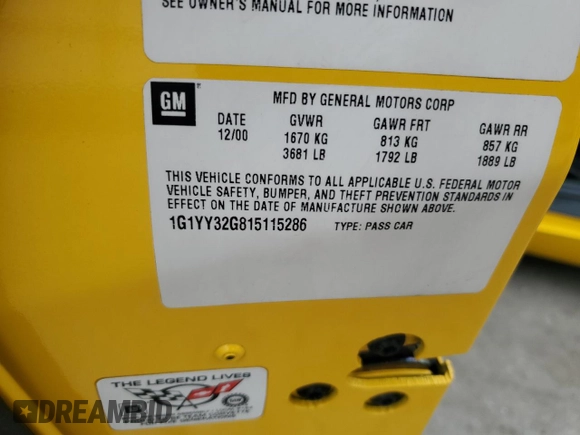 SEE OWNER'S MANUAL FOR MORE INFORMATION
GM
MFD BY GENERAL MOTORS CORP
DATE GVWR GAWR FRT GAWR RR
12/00 1670 KG 813 KG 857 KG
3681 LB 1792 LB 1889 LB
THIS VEHICLE CONFORMS TO ALL APPLICABLE U.S. FEDERAL MOTOR
VEHICLE SAFETY, BUMPER, AND THEFT PREVENTION STANDARDS IN
EFFECT ON THE DATE OF MANUFACTURE SHOWN ABOVE.
1G1YY32G815115286 TYPE: PASS CAR
THE LEGEND LIVES
DREAMBID